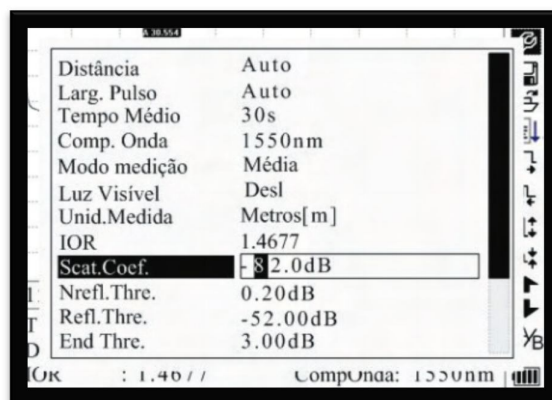 A 30.554
Distância Auto
Larg. Pulso Auto
Tempo Médio 30s
Comp. Onda 1550nm
Modo medição Média
Luz Visível Desl
Unid.Medida Metros[m]
IOR 1.4677
Scat.Coef. -82.0dB
Nrefl.Thre. 0.20dB
Refl.Thre. -52.00dB
End Thre. 3.00dB
IOR : 1.4677 CompOnda: 1550nm